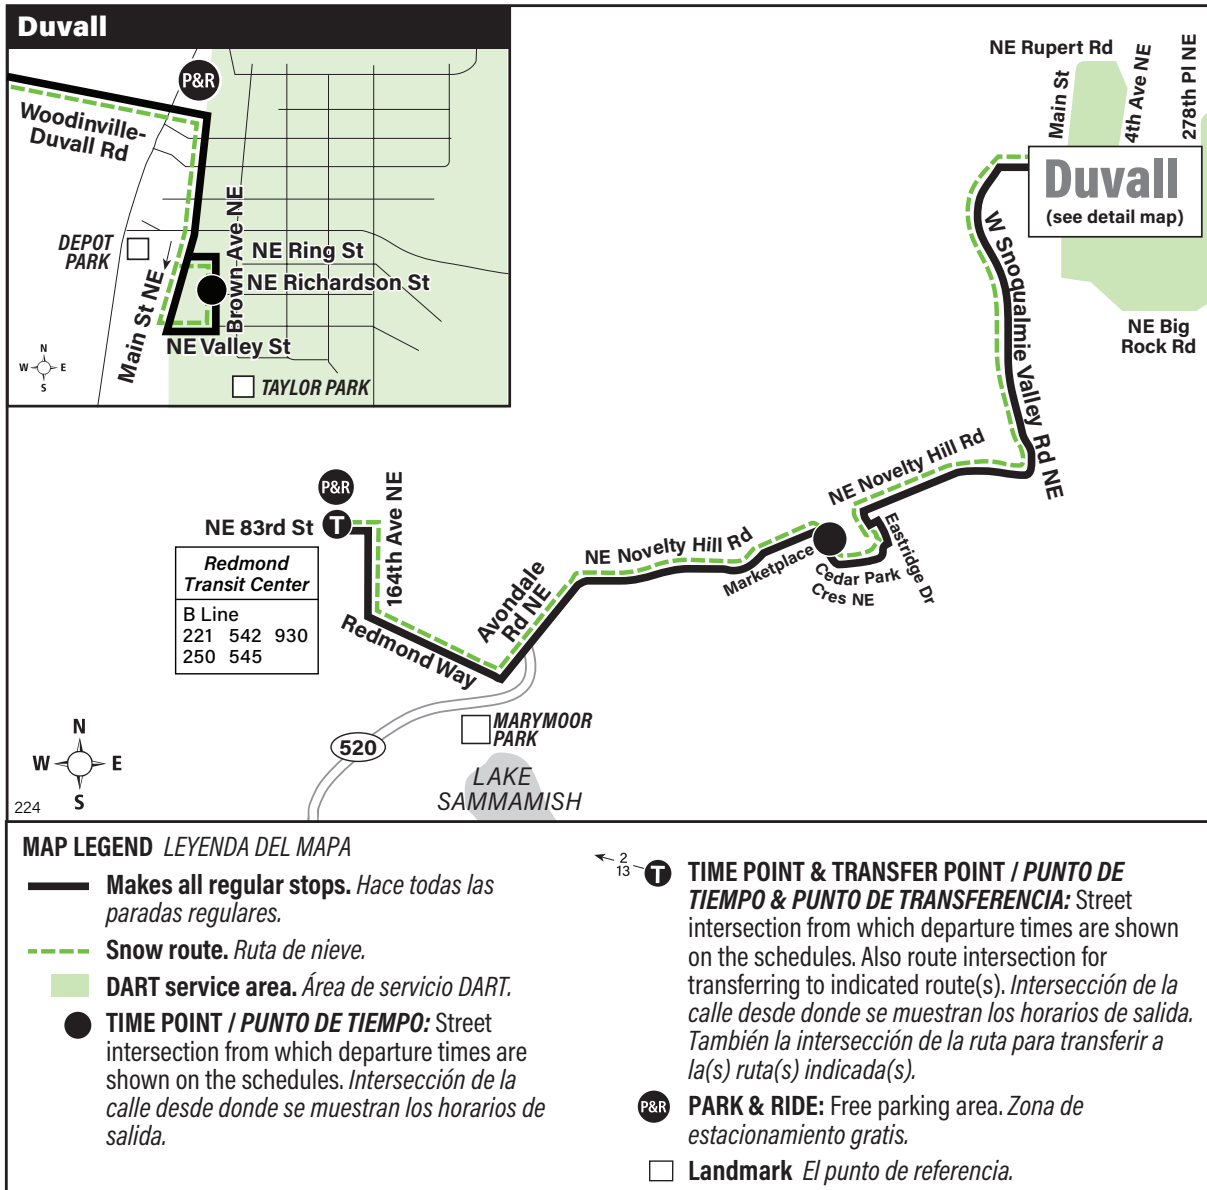 Duvall
P&R
Woodinville-
Duvall Rd
DEPOT
PARK
Main St NE
Brown Ave NE
NE Ring St
NE Richardson St
NE Valley St
TAYLOR PARK
N
W E
S
NE Rupert Rd
Main St
4th Ave NE
278th Pl NE
Duvall
(see detail map)
W Snoqualmie Valley Rd NE
NE Big
Rock Rd
P&R
164th Ave NE
NE 83rd St
T
Redmond
Transit Center
B Line
221 542 930
250 545
Redmond Way
Avondale
Rd NE
NE Novelty Hill Rd
Marketplace
Cedar Park
Cres NE
Eastridge Dr
NE Novelty Hill Rd
520
MARYMOOR
PARK
LAKE
SAMMAMISH
N
W E
S
224
MAP LEGEND LEYENDA DEL MAPA
Makes all regular stops. Hace todas las
paradas regulares.
Snow route. Ruta de nieve.
DART service area. Área de servicio DART.
TIME POINT / PUNTO DE TIEMPO: Street
intersection from which departure times are
shown on the schedules. Intersección de la
calle desde donde se muestran los horarios de
salida.
2
13
T
TIME POINT & TRANSFER POINT / PUNTO DE
TIEMPO & PUNTO DE TRANSFERENCIA: Street
intersection from which departure times are shown
on the schedules. Also route intersection for
transferring to indicated route(s). Intersección de la
calle desde donde se muestran los horarios de salida.
También la intersección de la ruta para transferir a
la(s) ruta(s) indicada(s).
P&R
PARK & RIDE: Free parking area. Zona de
estacionamiento gratis.
Landmark El punto de referencia.